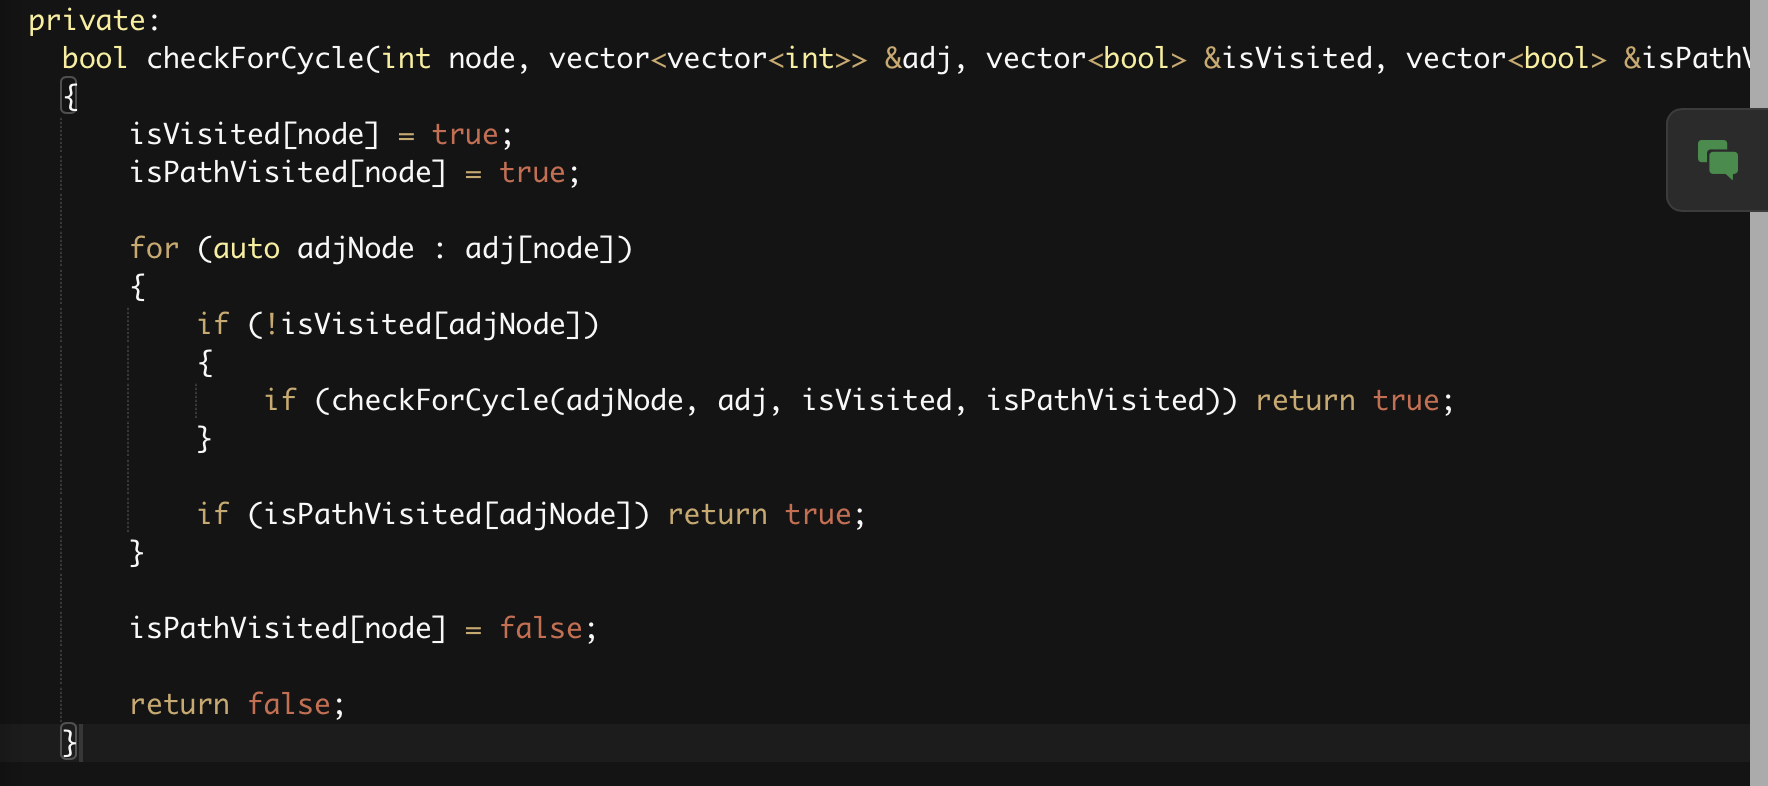 private:
bool checkForCycle(int node, vector<vector<int>> &adj, vector<bool> &isVisited, vector<bool> &isPath
{
isVisited[node] = true;
isPathVisited[node] = true;
for (auto adjNode : adj[node])
{
if (!isVisited[adjNode])
{
if (checkForCycle(adjNode, adj, isVisited, isPathVisited)) return true;
}
if (isPathVisited[adjNode]) return true;
}
isPathVisited[node] = false;
return false;
}